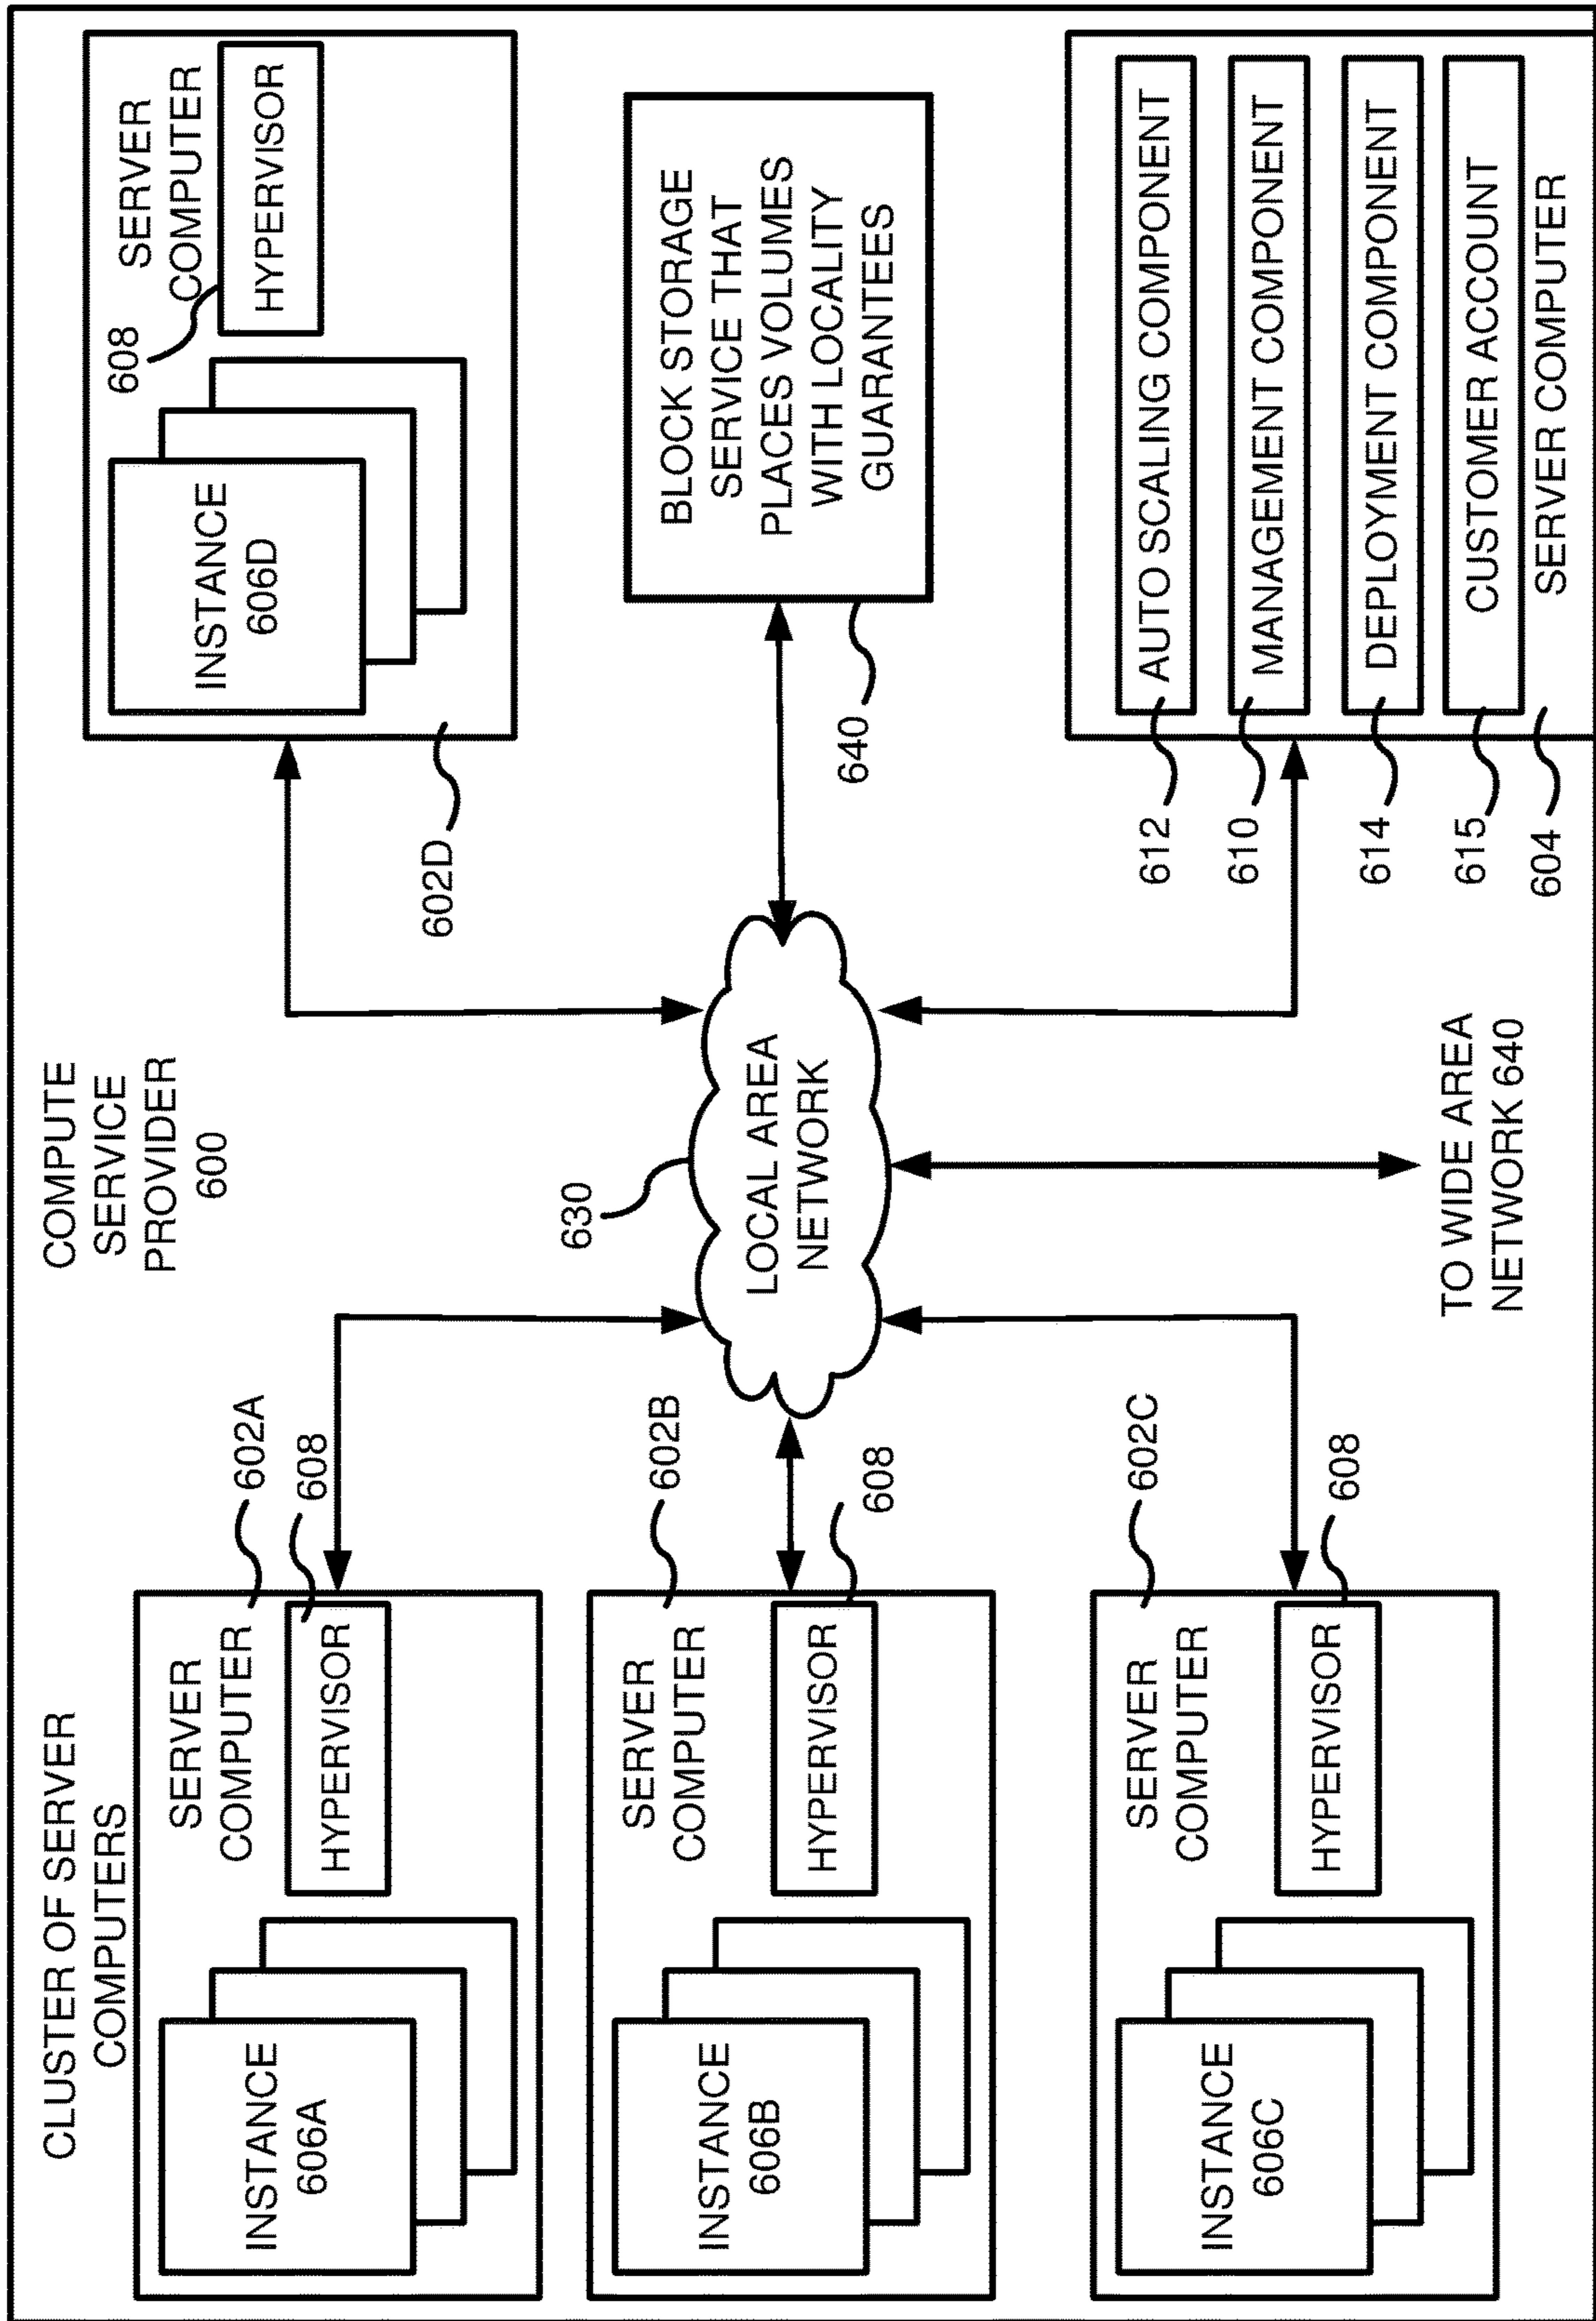 CLUSTER OF SERVER
COMPUTERS
COMPUTE
SERVICE
PROVIDER
600
SERVER
COMPUTER
602A
HYPERVISOR
608
INSTANCE
606A
SERVER
COMPUTER
602B
HYPERVISOR
608
INSTANCE
606B
SERVER
COMPUTER
602C
HYPERVISOR
608
INSTANCE
606C
630
LOCAL AREA
NETWORK
TO WIDE AREA
NETWORK 640
608
SERVER
COMPUTER
HYPERVISOR
INSTANCE
606D
602D
BLOCK STORAGE
SERVICE THAT
PLACES VOLUMES
WITH LOCALITY
GUARANTEES
640
612
AUTO SCALING COMPONENT
610
MANAGEMENT COMPONENT
614
DEPLOYMENT COMPONENT
615
CUSTOMER ACCOUNT
604
SERVER COMPUTER